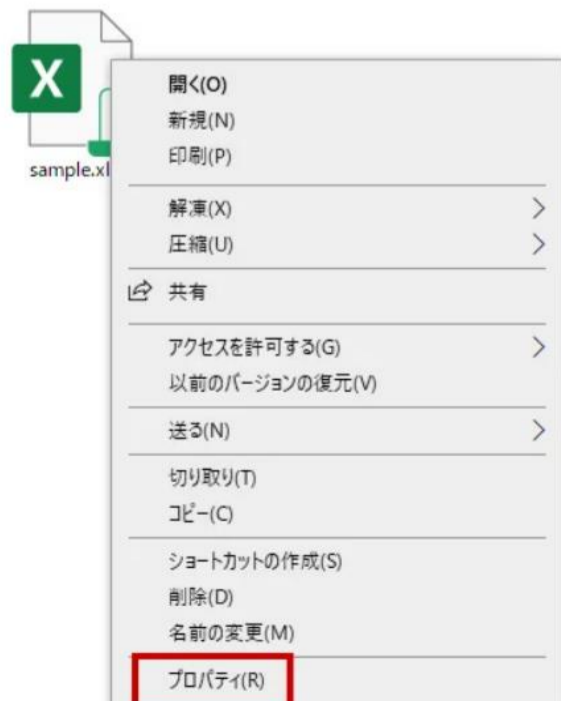 X
sample.xl
開く(O)
新規(N)
印刷(P)
解凍(X)
圧縮(U)
共有
アクセスを許可する(G)
以前のバージョンの復元(V)
送る(N)
切り取り(T)
コピー(C)
ショートカットの作成(S)
削除(D)
名前の変更(M)
プロパティ(R)